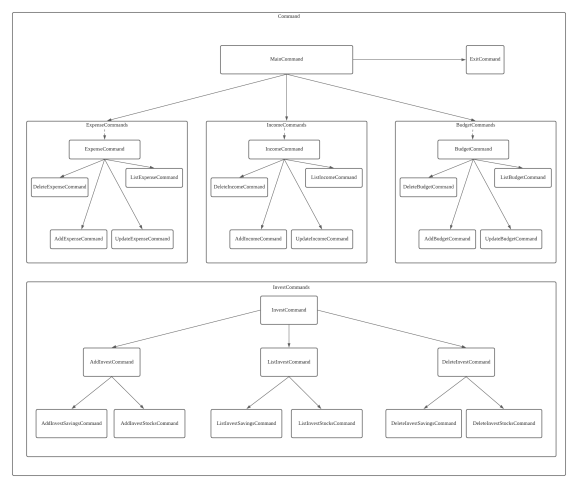 Command
MainCommand
ExitCommand
ExpenseCommands
IncomeCommands
BudgetCommands
ExpenseCommand
IncomeCommand
BudgetCommand
ListExpenseCommand
ListIncomeCommand
ListBudgetCommand
DeleteExpenseCommand
DeleteIncomeCommand
DeleteBudgetCommand
AddExpenseCommand
UpdateExpenseCommand
AddIncomeCommand
UpdateIncomeCommand
AddBudgetCommand
UpdateBudgetCommand
InvestCommands
InvestCommand
AddInvestCommand
ListInvestCommand
DeleteInvestCommand
AddInvestSavingsCommand
AddInvestStocksCommand
ListInvestSavingsCommand
ListInvestStocksCommand
DeleteInvestSavingsCommand
DeleteInvestStocksCommand